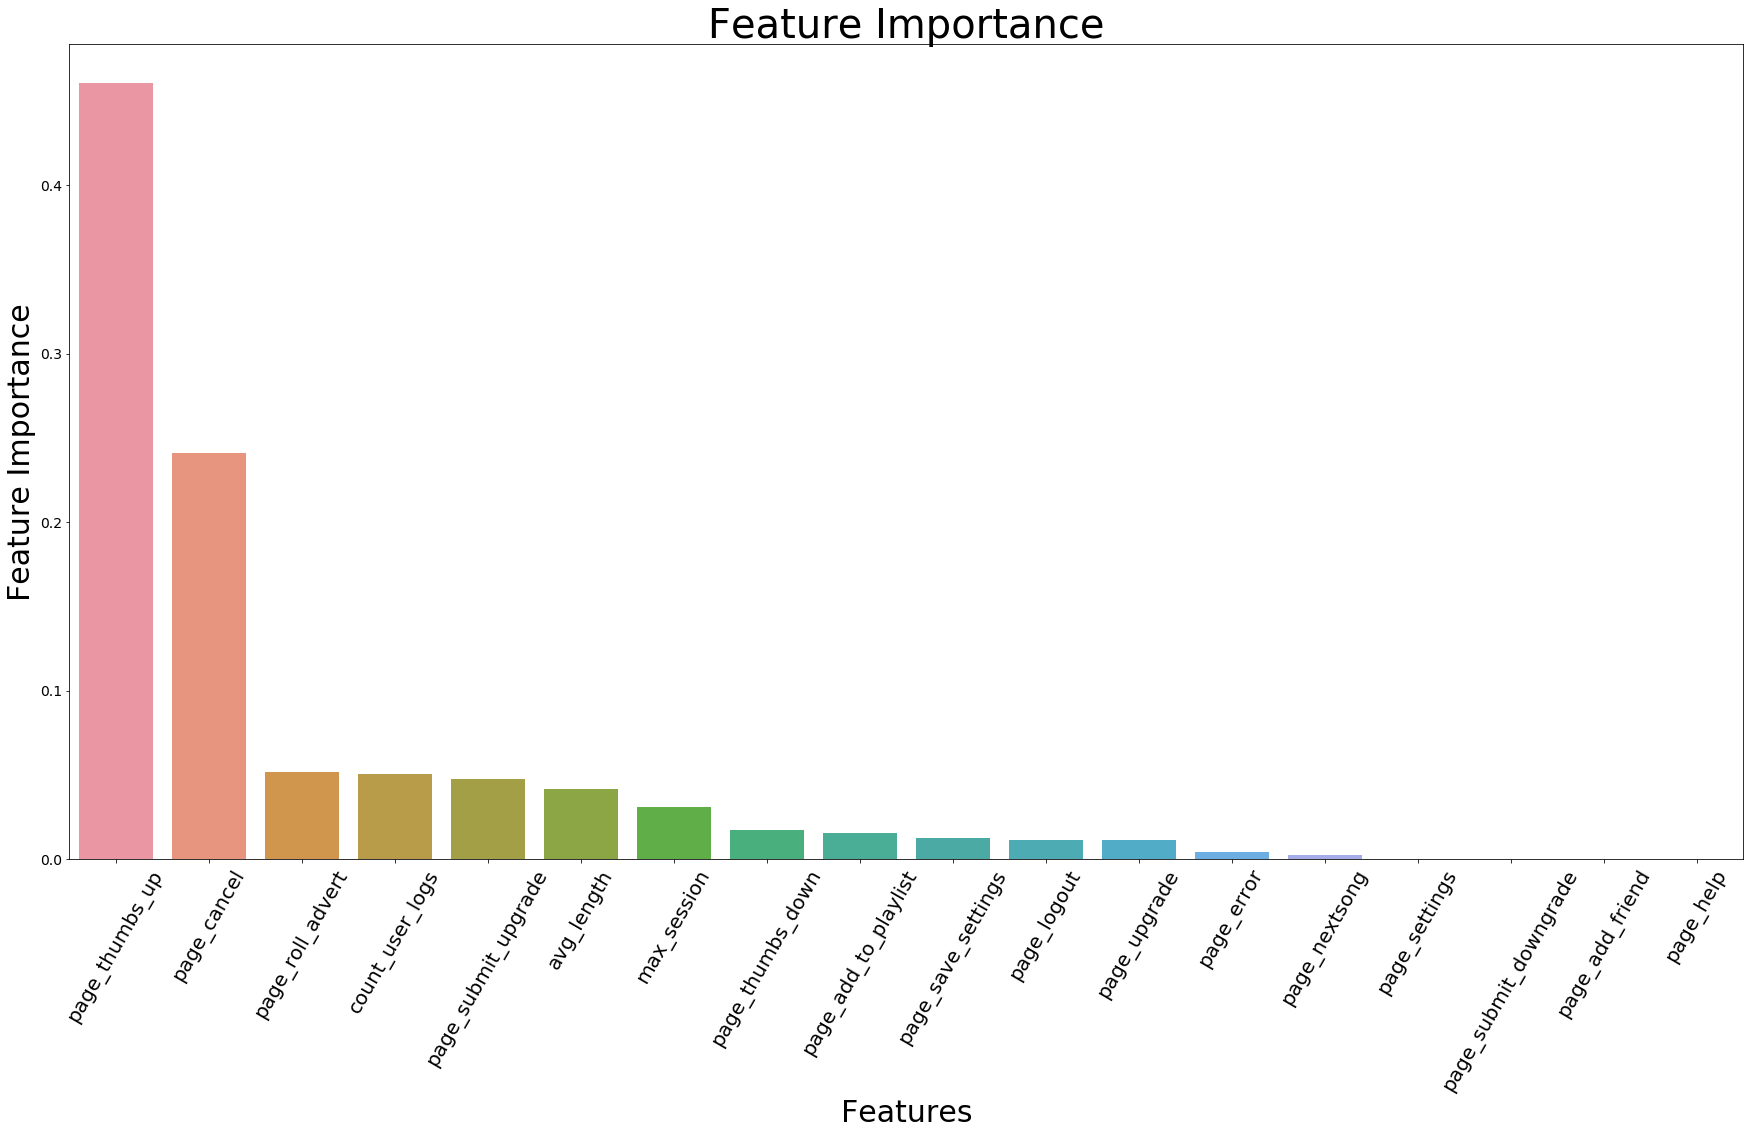 Feature Importance
Feature Importance
0.4
0.3
0.2
0.1
0.0
page_thumbs_up
page_cancel
page_roll_advert
count_user_logs
page_submit_upgrade
avg_length
max_session
page_thumbs_down
page_add_to_playlist
page_save_settings
page_logout
page_upgrade
page_error
page_nextsong
page_settings
page_submit_downgrade
page_add_friend
page_help
Features